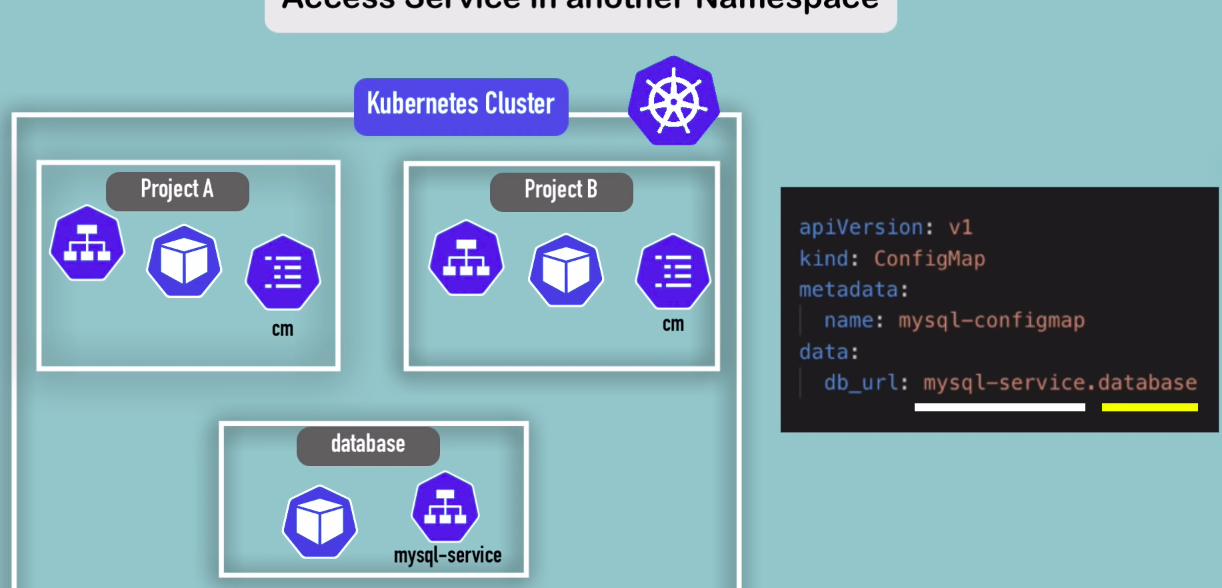 Access Service in another Namespace
Kubernetes Cluster
Project A
cm
Project B
cm
database
mysql-service
apiVersion: v1
kind: ConfigMap
metadata:
name: mysql-configmap
data:
db_url: mysql-service.database